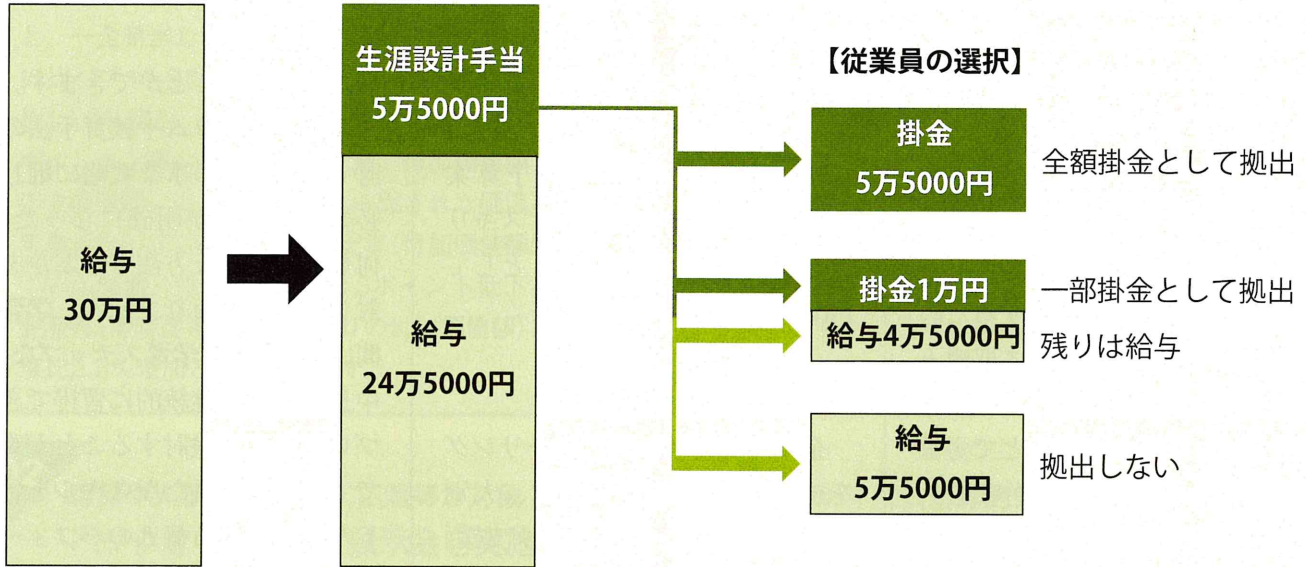 給与
30万円
生涯設計手当
5万5000円
給与
24万5000円
【従業員の選択】
掛金
5万5000円
全額掛金として拠出
掛金1万円
一部掛金として拠出
給与4万5000円
残りは給与
給与
5万5000円
拠出しない